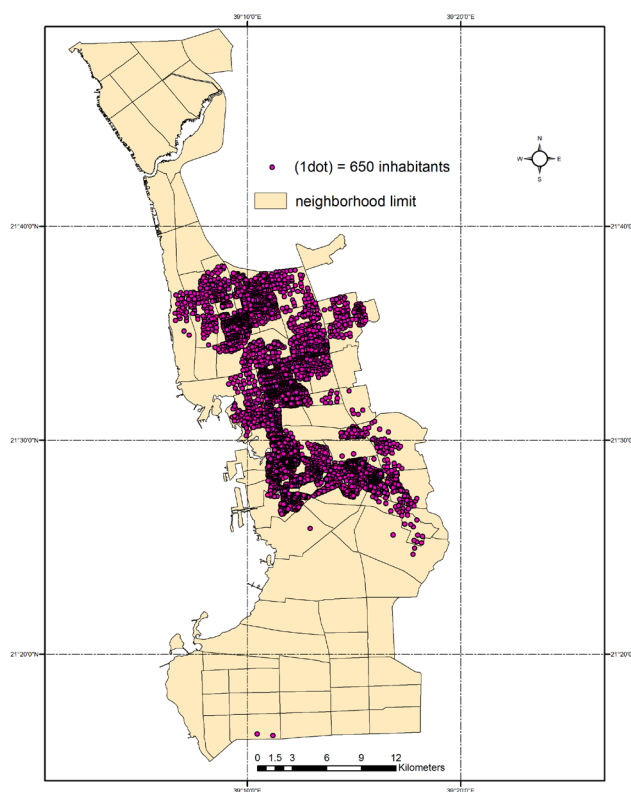 39°10'0"E 39°20'0"E
N
W E
S
(1dot) = 650 inhabitants
neighborhood limit
21°40'0"N 21°40'0"N
21°30'0"N 21°30'0"N
21°20'0"N 21°20'0"N
0 1.5 3 6 9 12
Kilometers
39°10'0"E 39°20'0"E